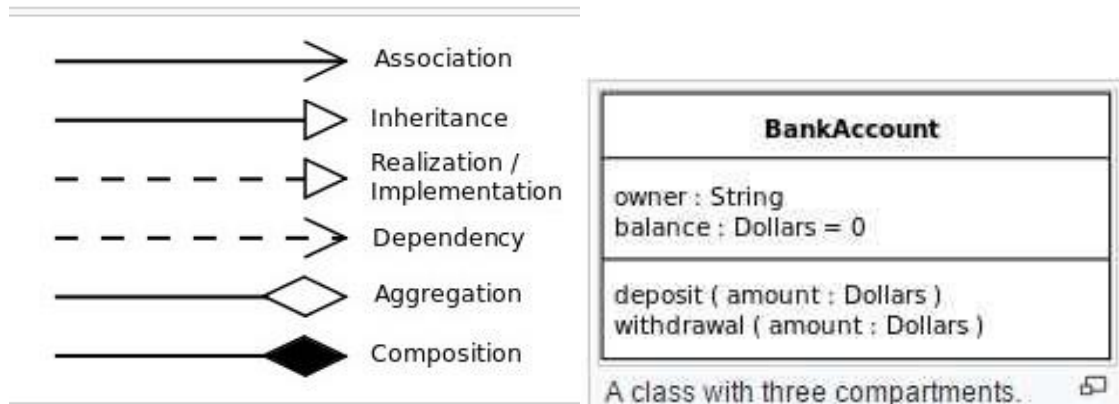 Association
Inheritance
Realization /
Implementation
Dependency
Aggregation
Composition
BankAccount
owner : String
balance : Dollars = 0
deposit ( amount : Dollars )
withdrawal ( amount : Dollars )
A class with three compartments.